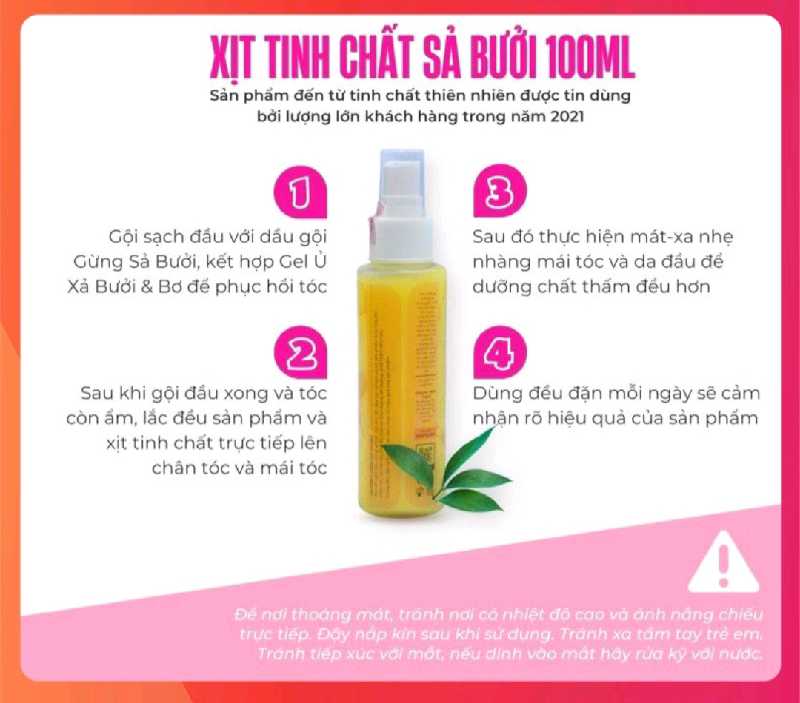 XỊT TINH CHẤT SẢ BƯỞI 100ML
Sản phẩm đến từ tinh chất thiên nhiên được tin dùng
bởi lượng lớn khách hàng trong năm 2021
1
Gội sạch đầu với dầu gội
Gừng Sả Bưởi, kết hợp Gel Ủ
Xả Bưởi & Bơ để phục hồi tóc
2
Sau khi gội đầu xong và tóc
còn ẩm, lắc đều sản phẩm và
xịt tinh chất trực tiếp lên
chân tóc và mái tóc
3
Sau đó thực hiện mát-xa nhẹ
nhàng mái tóc và da đầu để
dưỡng chất thấm đều hơn
4
Dùng đều đặn mỗi ngày sẽ cảm
nhận rõ hiệu quả của sản phẩm
Để nơi thoáng mát, tránh nơi có nhiệt độ cao và ánh nắng chiếu
trực tiếp. Đậy nắp kín sau khi sử dụng. Tránh xa tầm tay trẻ em.
Tránh tiếp xúc với mắt, nếu dính vào mắt hãy rửa kỹ với nước.